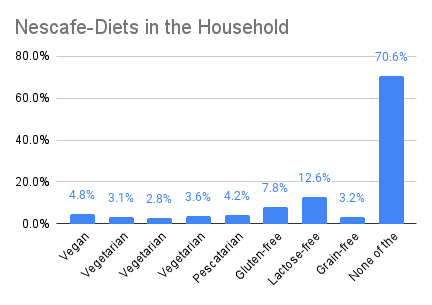 Nescafe-Diets in the Household
80.0%
60.0%
40.0%
20.0%
0.0%
4.8%
3.1%
2.8%
3.6%
4.2%
7.8%
12.6%
3.2%
70.6%
Vegan
Vegetarian
Vegetarian
Vegetarian
Pescatarian
Gluten-free
Lactose-free
Grain-free
None of the